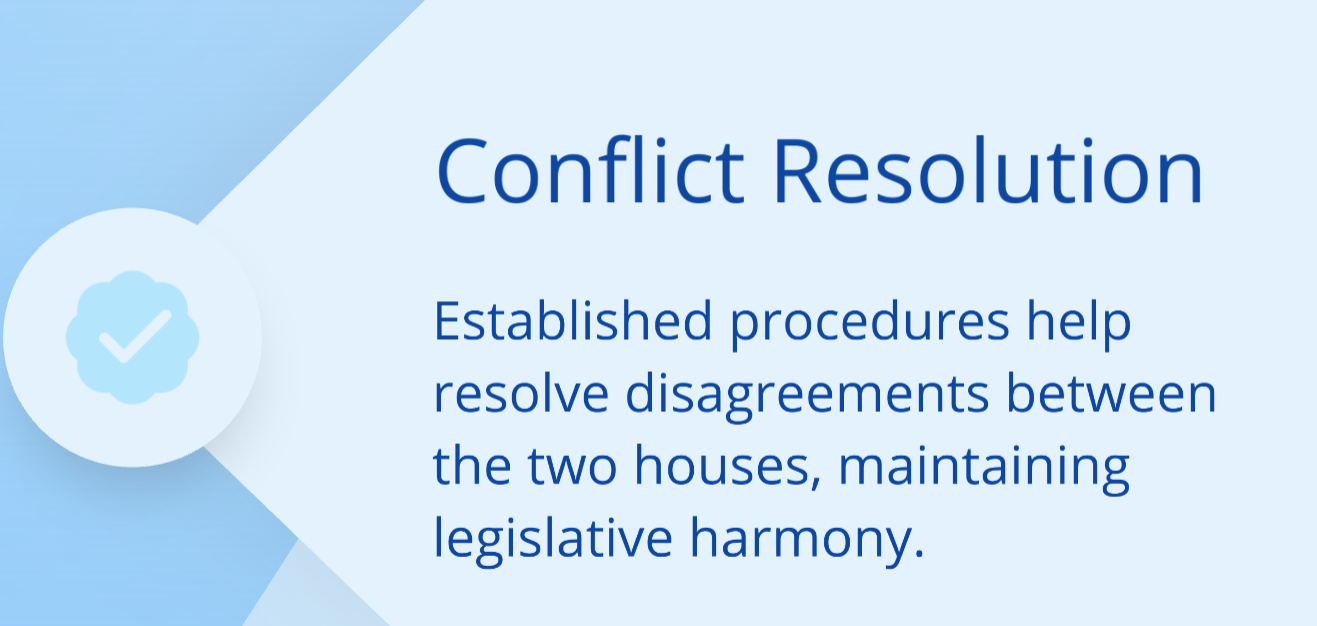 Conflict Resolution
Established procedures help
resolve disagreements between
the two houses, maintaining
legislative harmony.